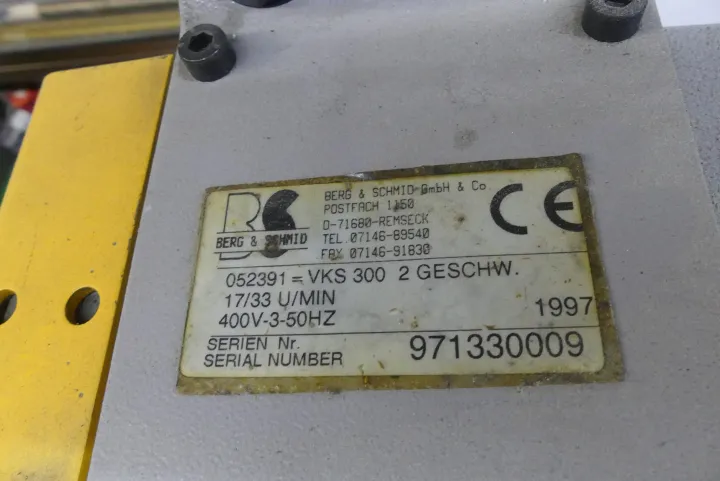 BS
BERG & SCHMID
BERG & SCHMID GmbH & Co
POSTFACH 1150
D-71680-REMSECK
TEL 07146-89540
FAX 07146-91830
CE
052391 = VKS 300 2 GESCHW.
17/33 U/MIN
400V-3-50HZ
1997
SERIEN Nr.
SERIAL NUMBER
971330009